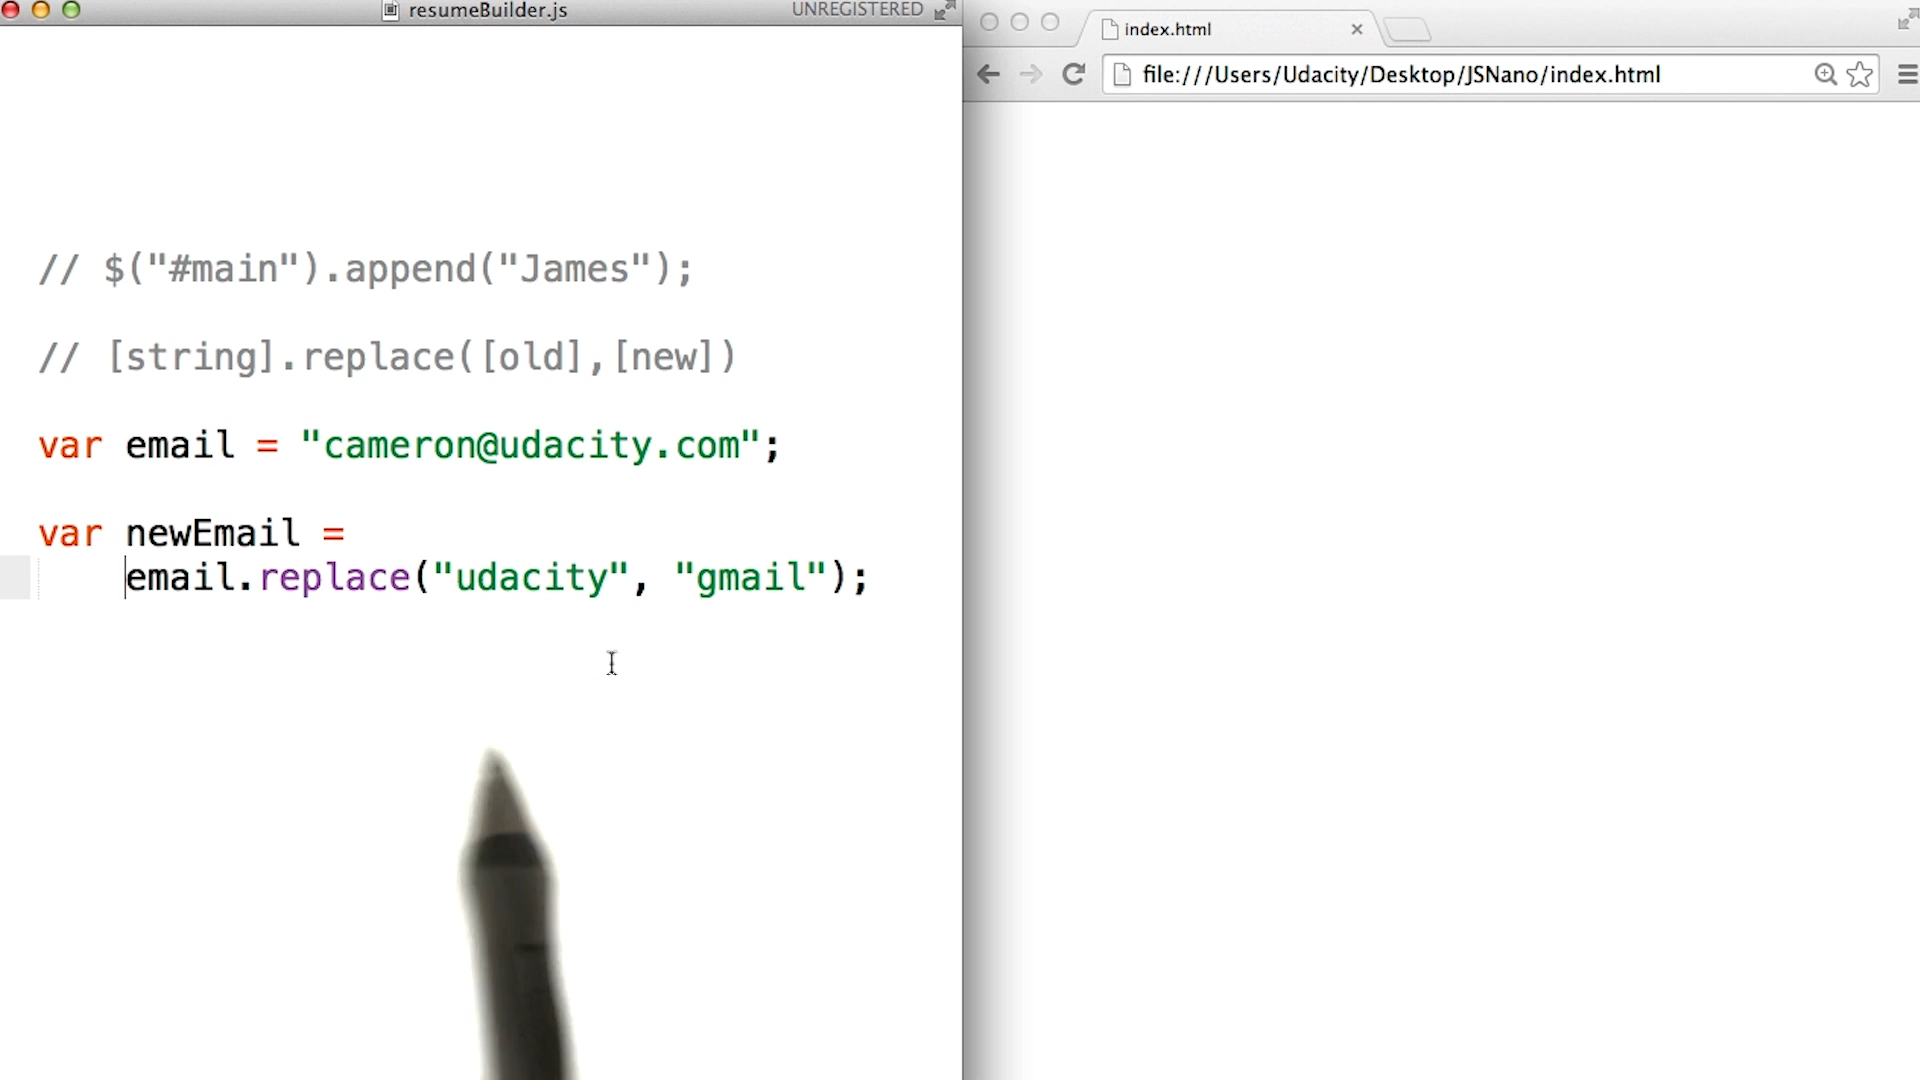 resumeBuilder.js
UNREGISTERED
index.html
file:///Users/Udacity/Desktop/JSNano/index.html
// $("#main").append("James");
// [string].replace([old],[new])
var email = "cameron@udacity.com";
var newEmail =
email.replace("udacity", "gmail");